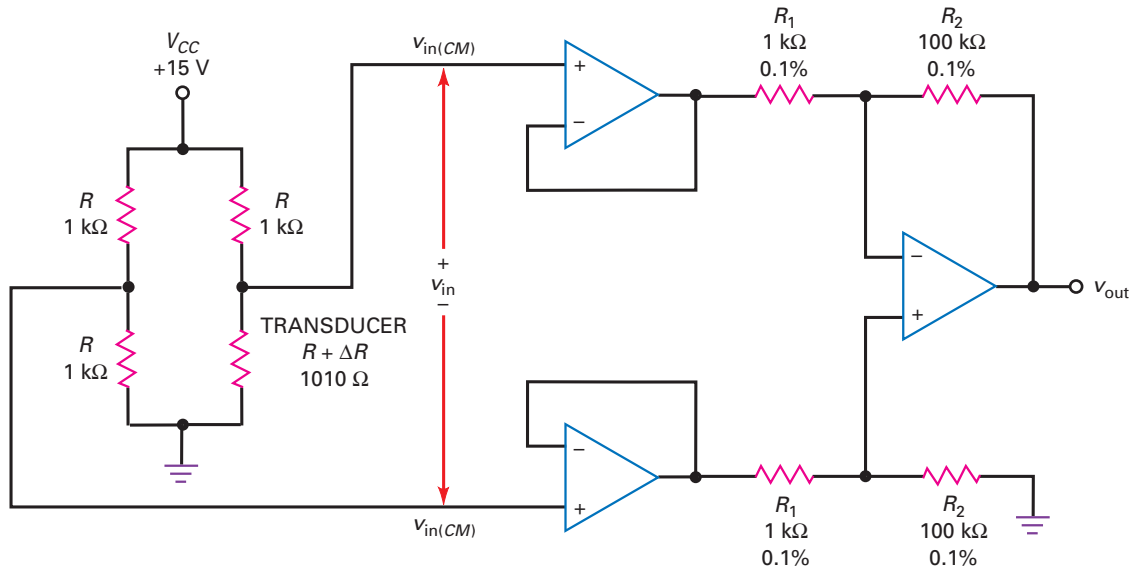 V_CC
+15 V
R
1 kΩ
R
1 kΩ
R
1 kΩ
TRANSDUCER
R + ΔR
1010 Ω
v_in(CM)
+
v_in
−
v_in(CM)
+
−
−
+
R_1
1 kΩ
0.1%
R_2
100 kΩ
0.1%
−
+
v_out
R_1
1 kΩ
0.1%
R_2
100 kΩ
0.1%